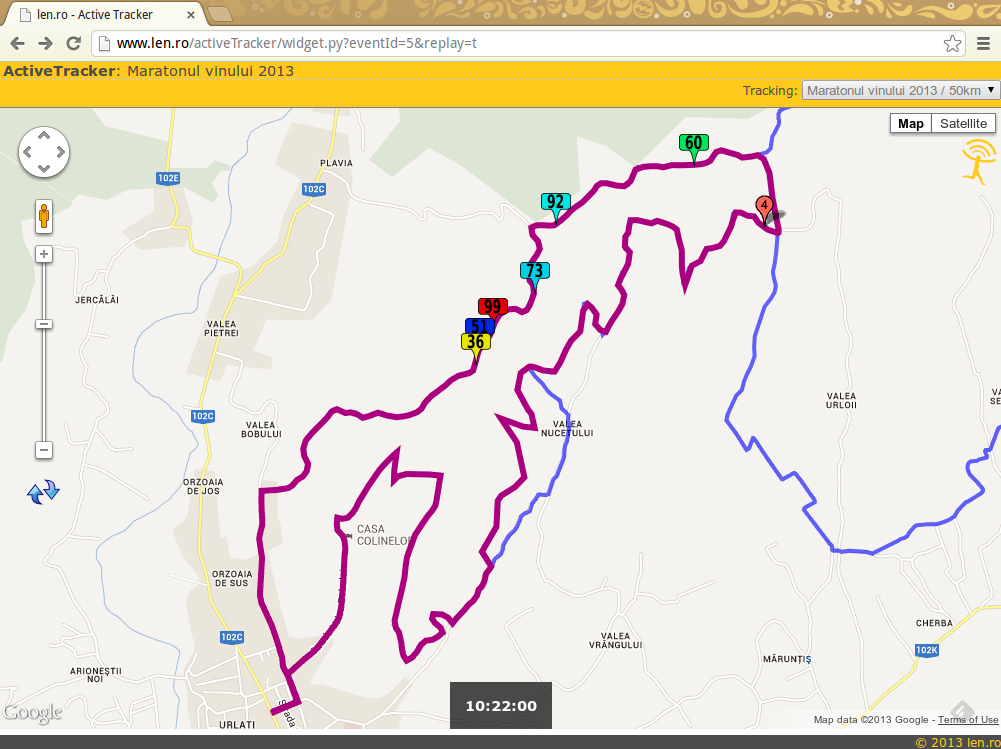 len.ro - Active Tracker
www.len.ro/activeTracker/widget.py?eventId=5&replay=t
ActiveTracker: Maratonul vinului 2013
Tracking: Maratonul vinului 2013 / 50km
Map Satellite
60
PLAVIA
102E
102C
92
4
73
JERCĂLĂI
99
51
VALEA
PIETREI
36
VALEA
URLOII
102C
VALEA
BOBULUI
VALEA
NUCETULUI
ORZOAIA
DE JOS
CASA
COLINELOR
ORZOAIA
DE SUS
CHERBA
102C
VALEA
VRÂNGULUI
102K
MĂRUNȚIȘ
ARIONEȘTII
NOI
Strada
10:22:00
Google
URLATI
Map data ©2013 Google - Terms of Use
© 2013 len.ro